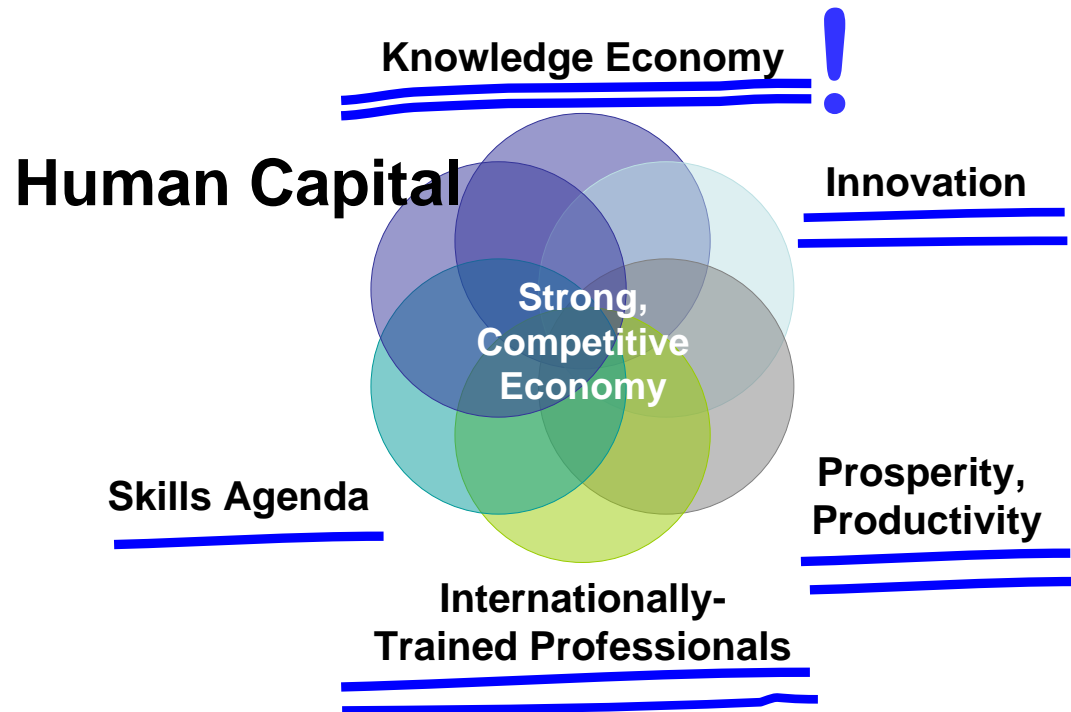 Knowledge Economy !
Human Capital
Innovation
Strong,
Competitive
Economy
Prosperity,
Productivity
Skills Agenda
Internationally-
Trained Professionals